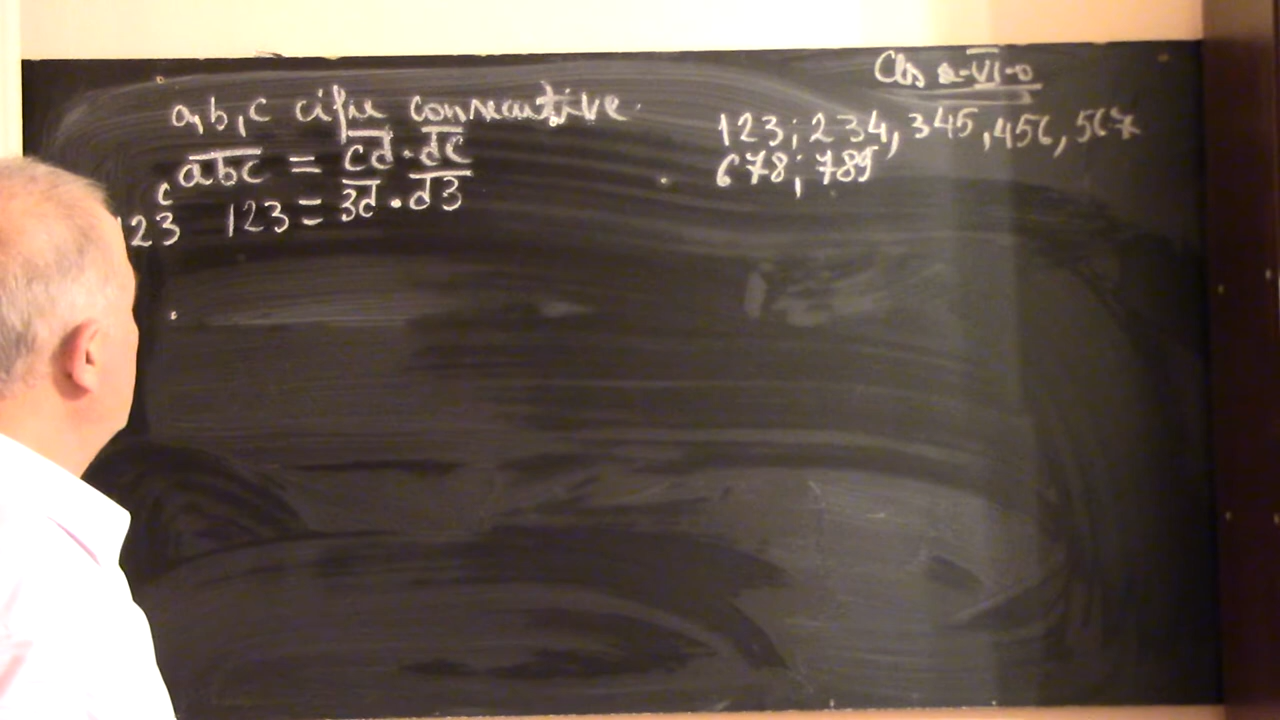 Cls a-VI-a
a,b,c cifre consecutive.
abc = cd · dc
c
123 123 = 3d · d3
123; 234, 345, 456, 567
678; 789